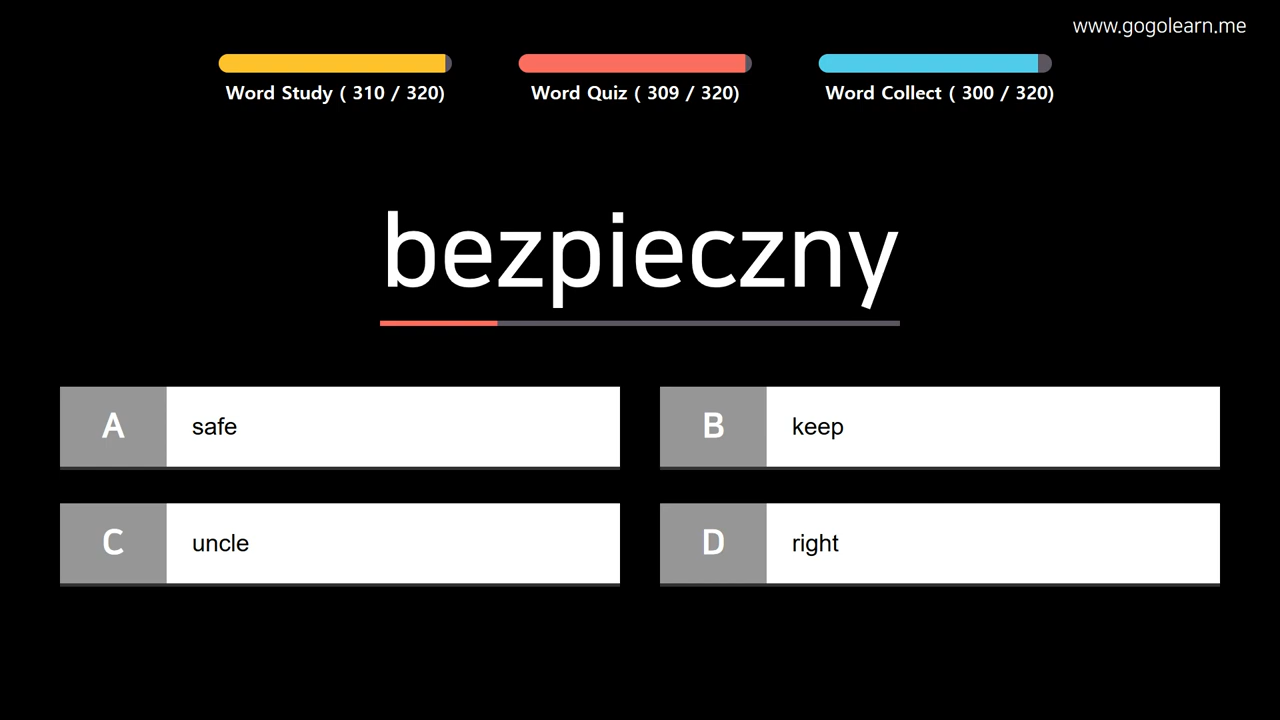 www.gogolearn.me
Word Study ( 310 / 320)
Word Quiz ( 309 / 320)
Word Collect ( 300 / 320)
bezpieczny
A safe
B keep
C uncle
D right